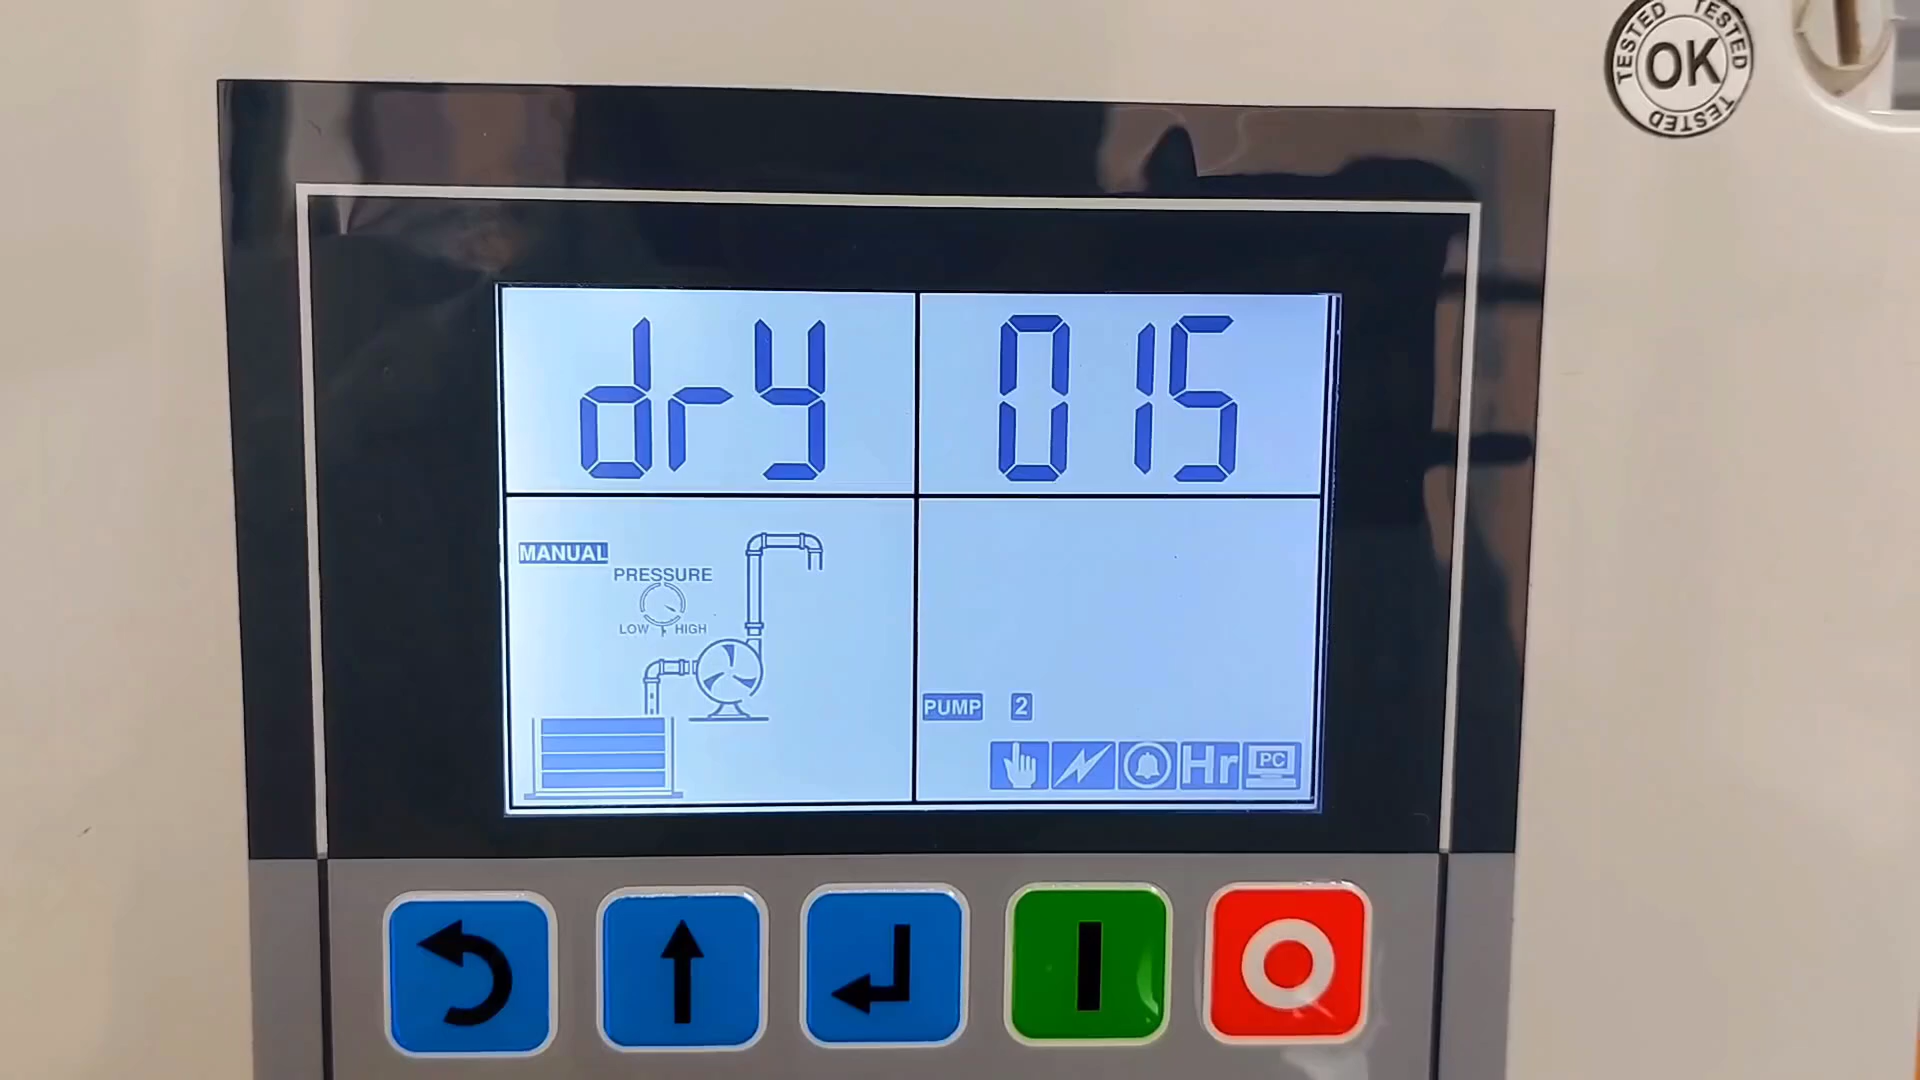 TESTED TESTED TESTED
OK
drY 015
MANUAL
PRESSURE
LOW HIGH
PUMP 2
Hr PC